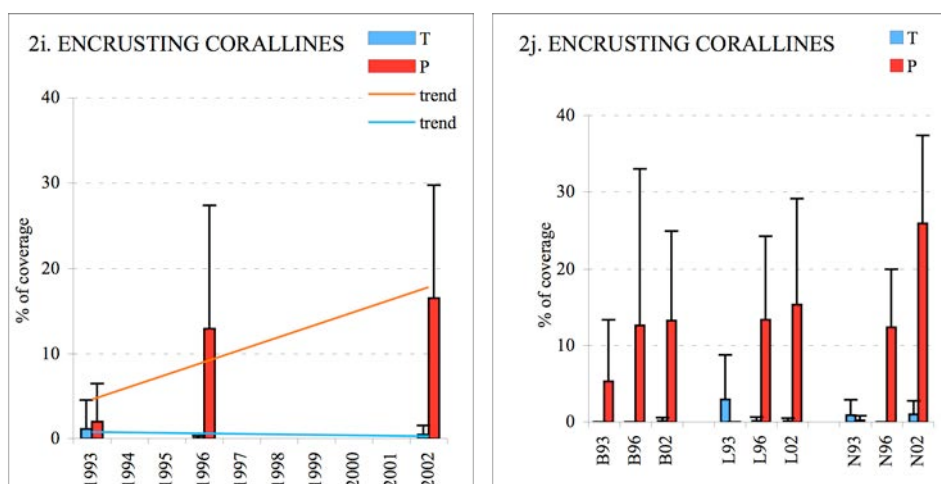 2i. ENCRUSTING CORALLINES
T
P
trend
trend
% of coverage
40
30
20
10
0
1993
1994
1995
1996
1997
1998
1999
2000
2001
2002
2j. ENCRUSTING CORALLINES
T
P
% of coverage
40
30
20
10
0
B93
B96
B02
L93
L96
L02
N93
N96
N02